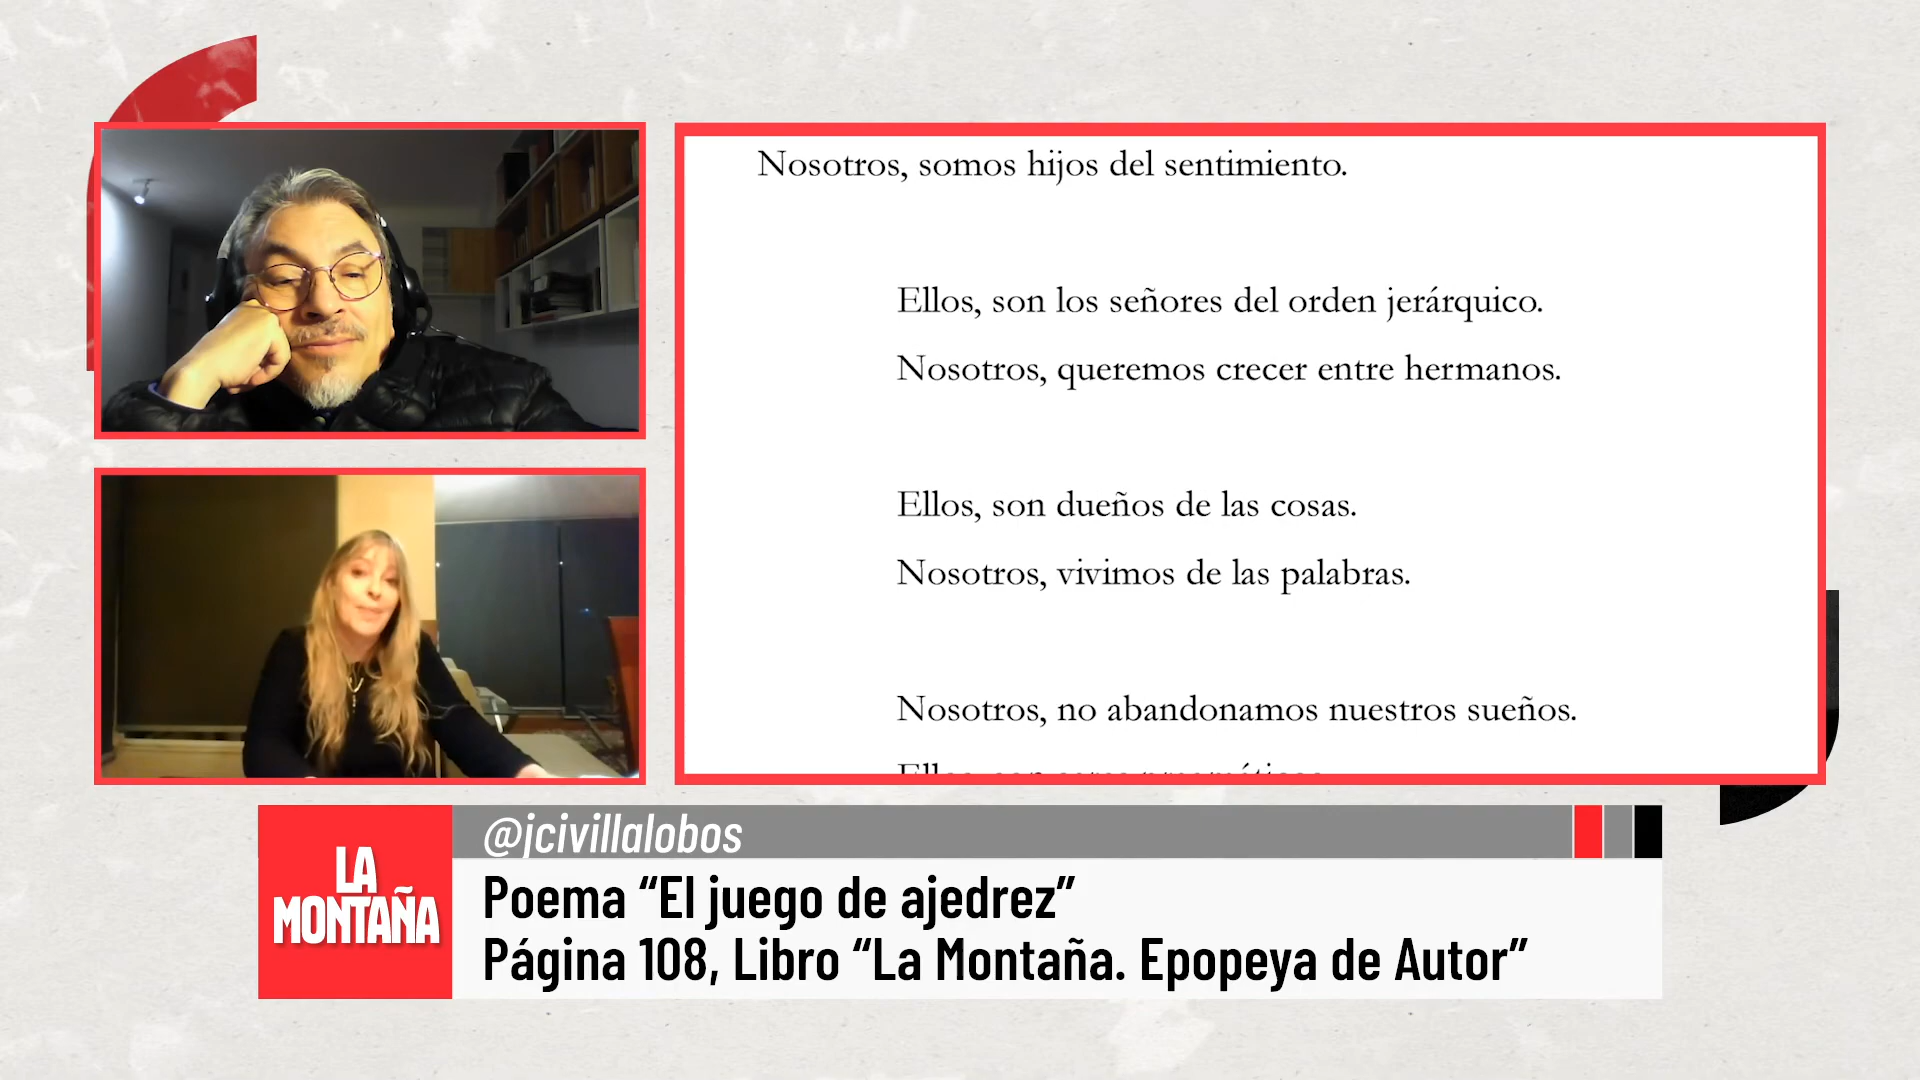 Nosotros, somos hijos del sentimiento.
Ellos, son los señores del orden jerárquico.
Nosotros, queremos crecer entre hermanos.
Ellos, son dueños de las cosas.
Nosotros, vivimos de las palabras.
Nosotros, no abandonamos nuestros sueños.
LA
MONTAÑA
@jcivillalobos
Poema “El juego de ajedrez”
Página 108, Libro “La Montaña. Epopeya de Autor”